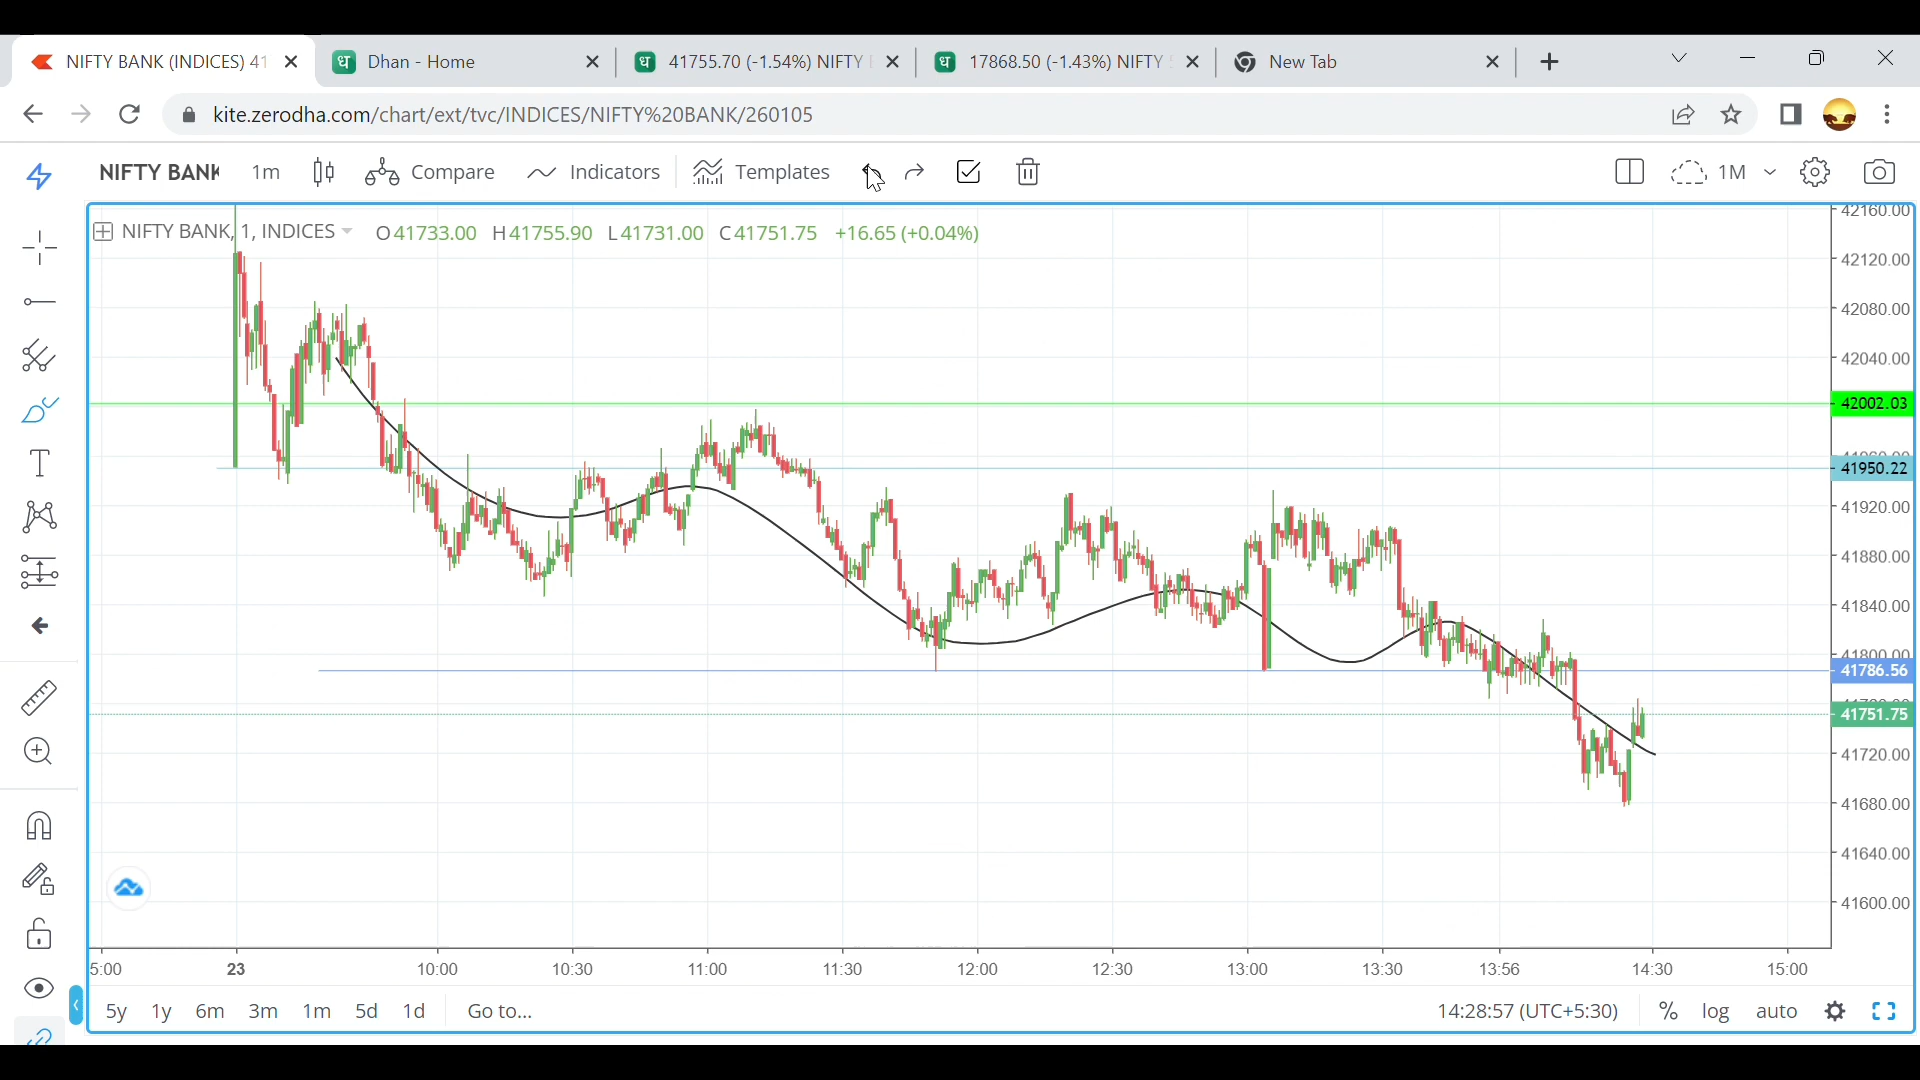 NIFTY BANK (INDICES) 41
Dhan - Home
41755.70 (-1.54%) NIFTY
17868.50 (-1.43%) NIFTY
New Tab
kite.zerodha.com/chart/ext/tvc/INDICES/NIFTY%20BANK/260105
NIFTY BANK 1m Compare Indicators Templates 1M
NIFTY BANK, 1, INDICES O41733.00 H41755.90 L41731.00 C41751.75 +16.65 (+0.04%)
42160.00
42120.00
42080.00
42040.00
42002.03
41950.22
41920.00
41880.00
41840.00
41800.00
41786.56
41751.75
41720.00
41680.00
41640.00
41600.00
5:00 23 10:00 10:30 11:00 11:30 12:00 12:30 13:00 13:30 13:56 14:30 15:00
5y 1y 6m 3m 1m 5d 1d Go to... 14:28:57 (UTC+5:30) % log auto